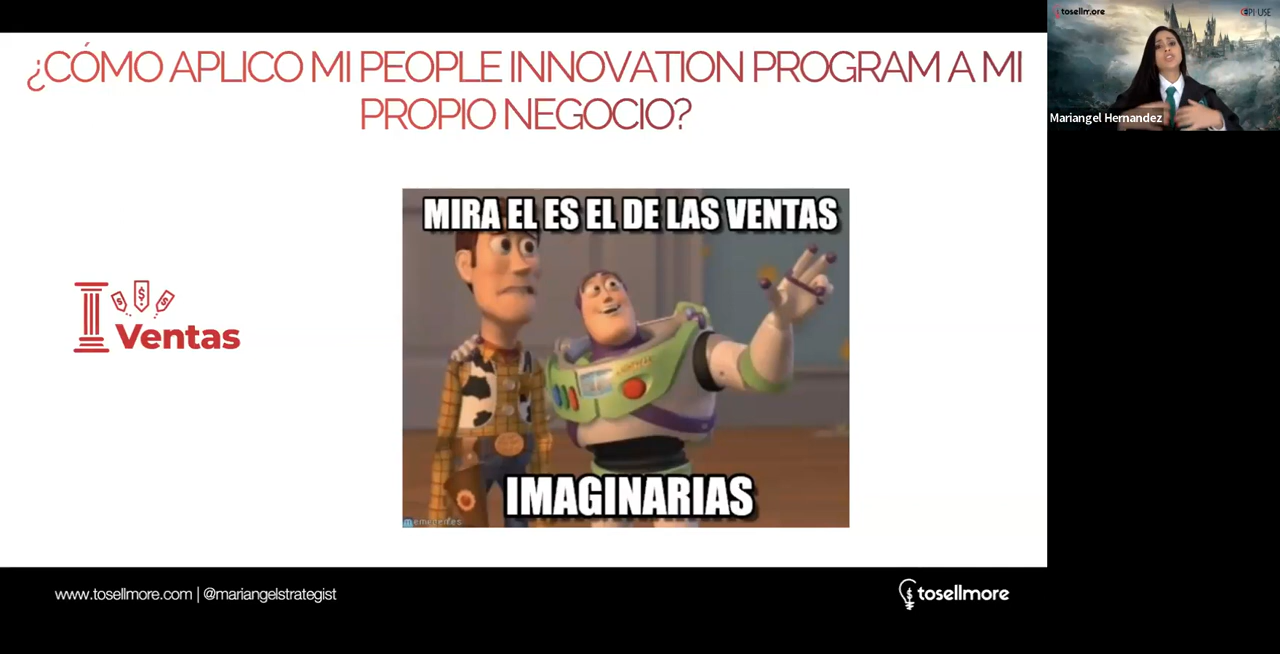 ¿CÓMO APLICO MI PEOPLE INNOVATION PROGRAM A MI
PROPIO NEGOCIO?
MIRA EL ES EL DE LAS VENTAS
Ventas
IMAGINARIAS
www.tosellmore.com | @mariangelstrategist
tosellmore
tosellmore
Mariangel Hernandez